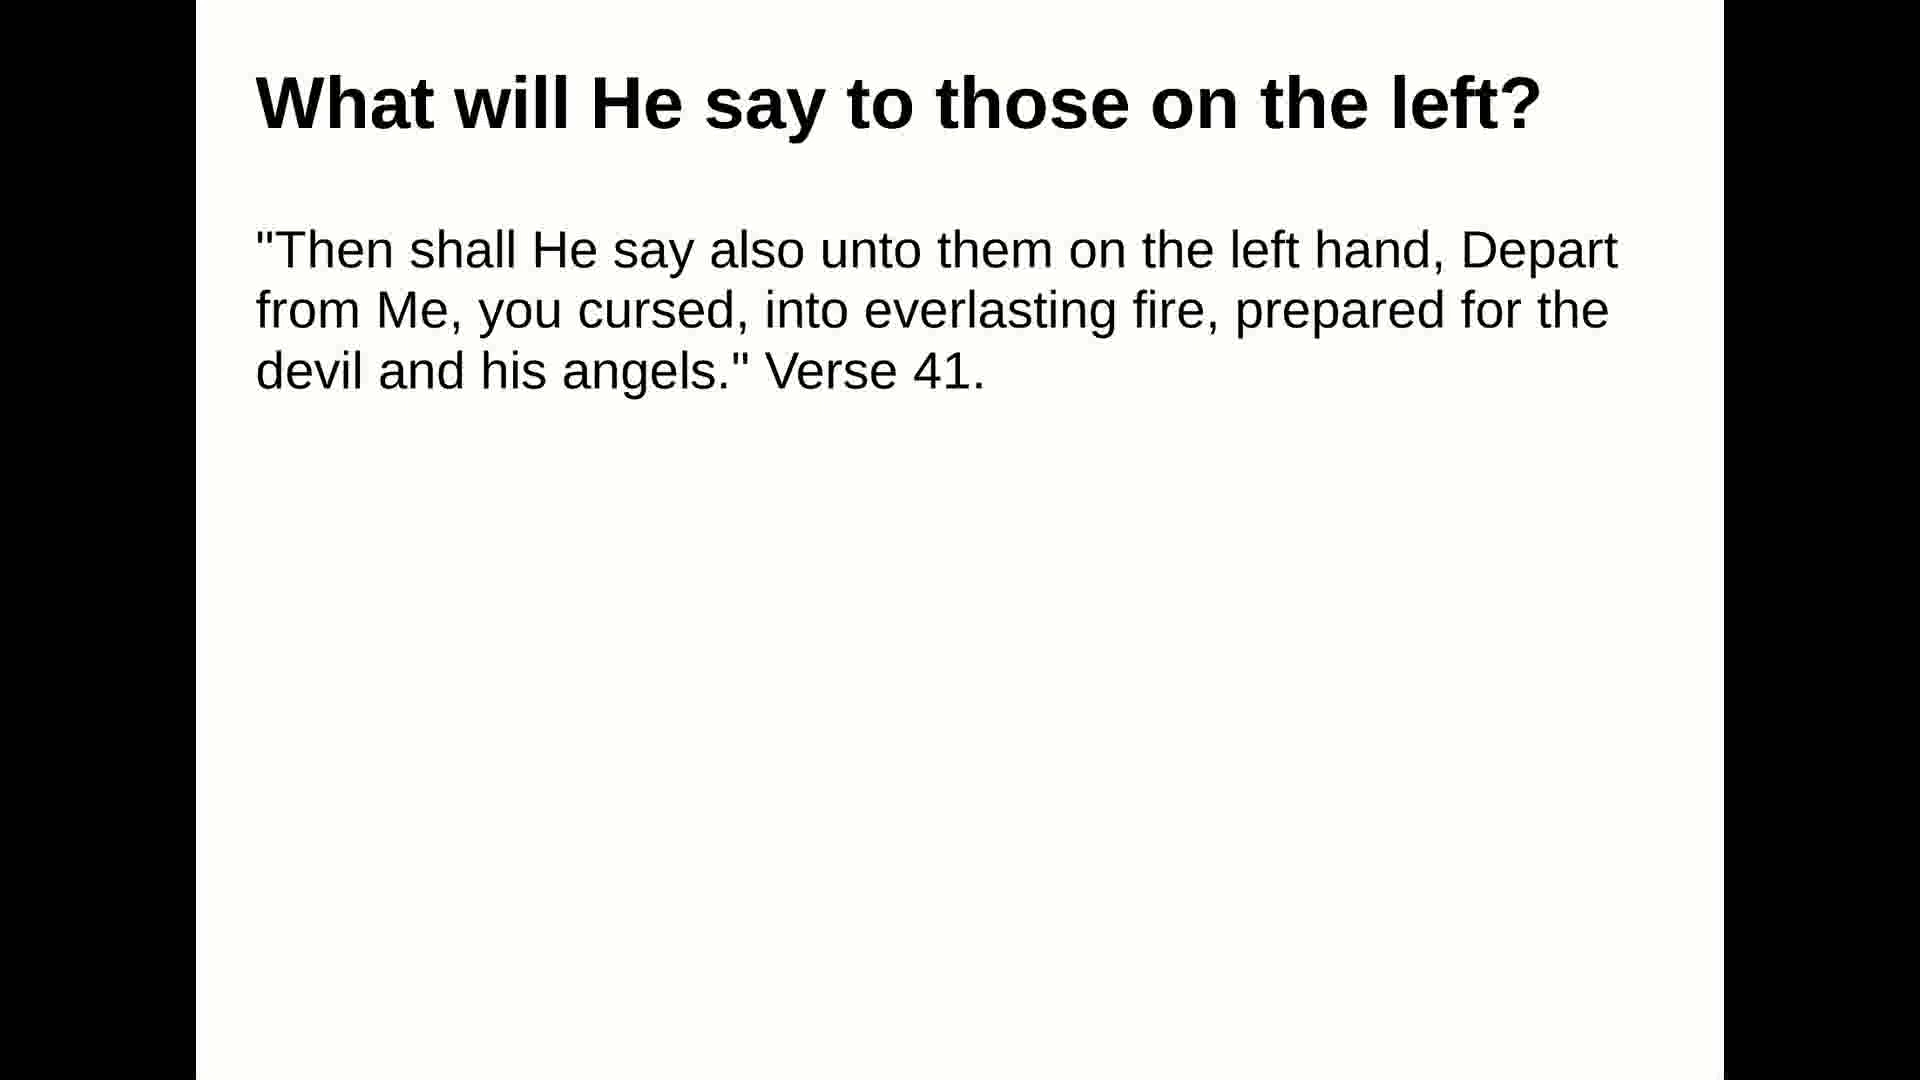 What will He say to those on the left?
"Then shall He say also unto them on the left hand, Depart
from Me, you cursed, into everlasting fire, prepared for the
devil and his angels." Verse 41.